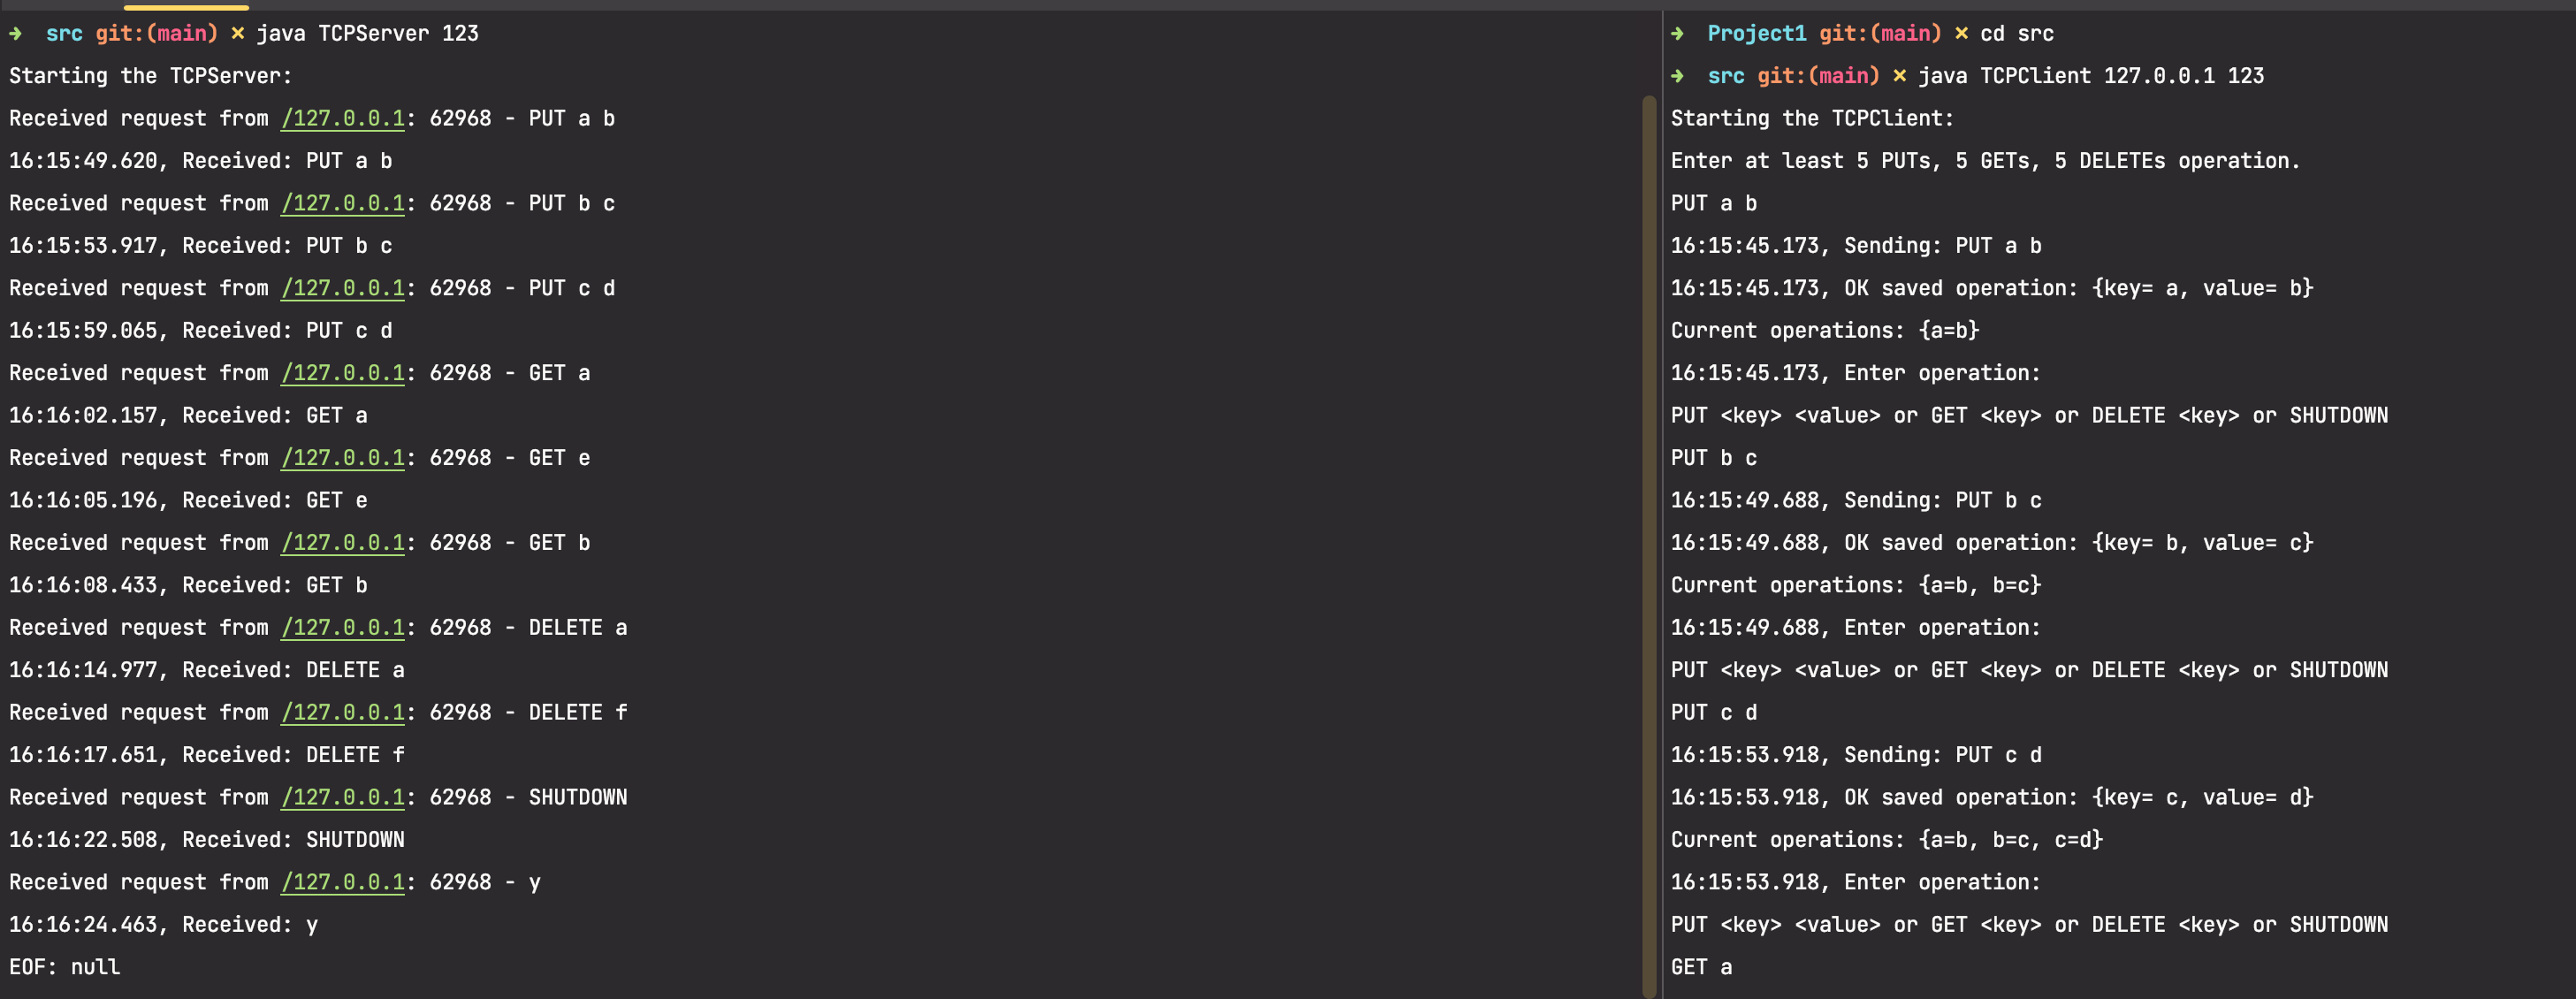 ➜  src git:(main) ✗ java TCPServer 123
Starting the TCPServer:
Received request from /127.0.0.1: 62968 - PUT a b
16:15:49.620, Received: PUT a b
Received request from /127.0.0.1: 62968 - PUT b c
16:15:53.917, Received: PUT b c
Received request from /127.0.0.1: 62968 - PUT c d
16:15:59.065, Received: PUT c d
Received request from /127.0.0.1: 62968 - GET a
16:16:02.157, Received: GET a
Received request from /127.0.0.1: 62968 - GET e
16:16:05.196, Received: GET e
Received request from /127.0.0.1: 62968 - GET b
16:16:08.433, Received: GET b
Received request from /127.0.0.1: 62968 - DELETE a
16:16:14.977, Received: DELETE a
Received request from /127.0.0.1: 62968 - DELETE f
16:16:17.651, Received: DELETE f
Received request from /127.0.0.1: 62968 - SHUTDOWN
16:16:22.508, Received: SHUTDOWN
Received request from /127.0.0.1: 62968 - y
16:16:24.463, Received: y
EOF: null
➜  Project1 git:(main) ✗ cd src
➜  src git:(main) ✗ java TCPClient 127.0.0.1 123
Starting the TCPClient:
Enter at least 5 PUTs, 5 GETs, 5 DELETEs operation.
PUT a b
16:15:45.173, Sending: PUT a b
16:15:45.173, OK saved operation: {key= a, value= b}
Current operations: {a=b}
16:15:45.173, Enter operation:
PUT <key> <value> or GET <key> or DELETE <key> or SHUTDOWN
PUT b c
16:15:49.688, Sending: PUT b c
16:15:49.688, OK saved operation: {key= b, value= c}
Current operations: {a=b, b=c}
16:15:49.688, Enter operation:
PUT <key> <value> or GET <key> or DELETE <key> or SHUTDOWN
PUT c d
16:15:53.918, Sending: PUT c d
16:15:53.918, OK saved operation: {key= c, value= d}
Current operations: {a=b, b=c, c=d}
16:15:53.918, Enter operation:
PUT <key> <value> or GET <key> or DELETE <key> or SHUTDOWN
GET a